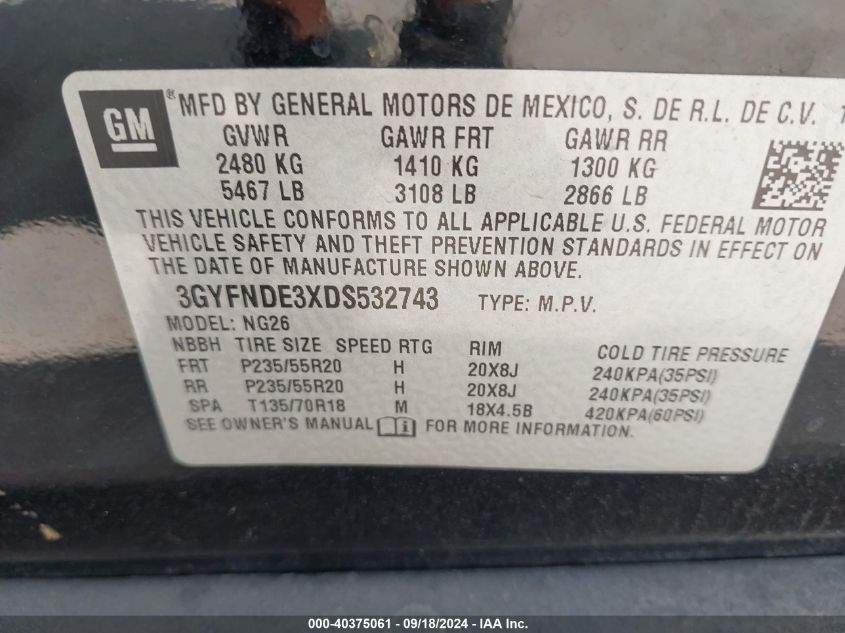 GM ® MFD BY GENERAL MOTORS DE MEXICO, S. DE R.L. DE C.V.
GVWR GAWR FRT GAWR RR
2480 KG 1410 KG 1300 KG
5467 LB 3108 LB 2866 LB
THIS VEHICLE CONFORMS TO ALL APPLICABLE U.S. FEDERAL MOTOR
VEHICLE SAFETY AND THEFT PREVENTION STANDARDS IN EFFECT ON
THE DATE OF MANUFACTURE SHOWN ABOVE.
3GYFNDE3XDS532743 TYPE: M.P.V.
MODEL: NG26
NBBH TIRE SIZE SPEED RTG RIM COLD TIRE PRESSURE
FRT P235/55R20 H 20X8J 240KPA(35PSI)
RR P235/55R20 H 20X8J 240KPA(35PSI)
SPA T135/70R18 M 18X4.5B 420KPA(60PSI)
SEE OWNER'S MANUAL FOR MORE INFORMATION.
000-40375061 - 09/18/2024 - IAA Inc.